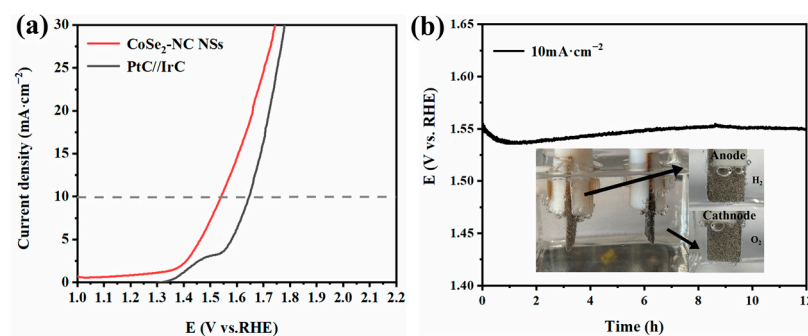 (a)
30
25
20
15
10
5
0
Current density (mA·cm⁻²)
CoSe₂-NC NSs
PtC//IrC
1.0 1.1 1.2 1.3 1.4 1.5 1.6 1.7 1.8 1.9 2.0 2.1 2.2
E (V vs.RHE)
(b)
1.65
1.60
1.55
1.50
1.45
1.40
E (V vs. RHE)
10mA·cm⁻²
Anode
H₂
Cathnode
O₂
0 2 4 6 8 10 12
Time (h)